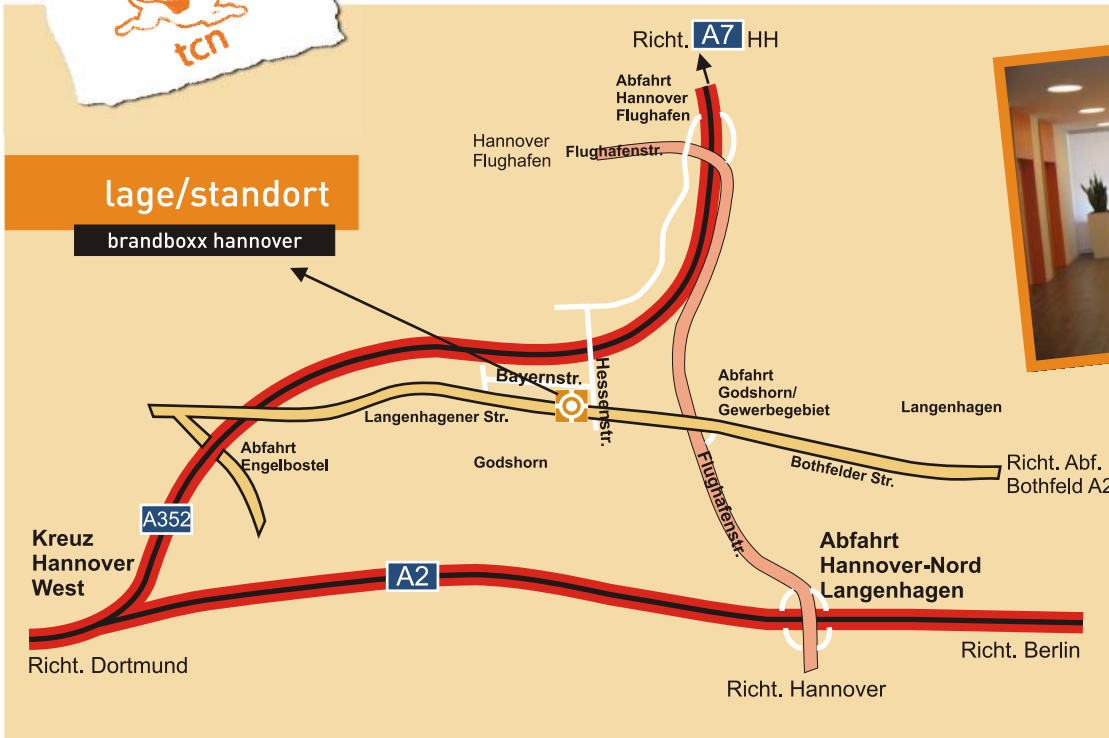 tcn
Richt. A7 HH
Abfahrt
Hannover
Flughafen
Hannover
Flughafen
Flughafenstr.
lage/standort
brandboxx hannover
Bayernstr.
Hessenstr.
Abfahrt
Godshorn/
Gewerbegebiet
Langenhagen
Langenhagener Str.
Abfahrt
Engelbostel
Godshorn
Bothfelder Str.
Richt. Abf.
Bothfeld A2
Flughafenstr.
A352
Kreuz
Hannover
West
A2
Abfahrt
Hannover-Nord
Langenhagen
Richt. Dortmund
Richt. Berlin
Richt. Hannover